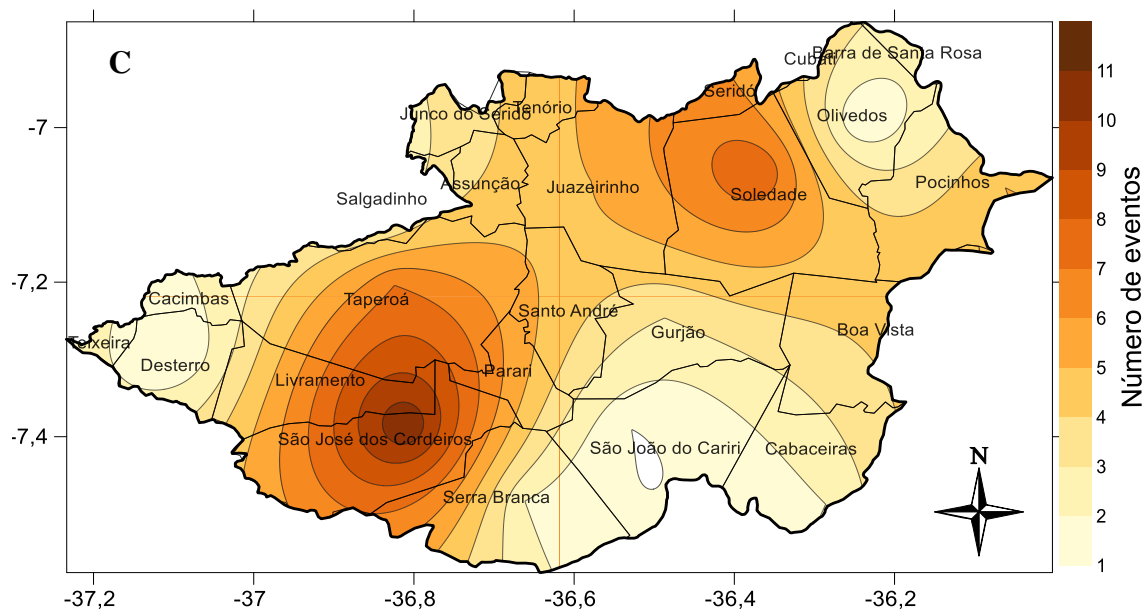 C
Barra de Santa Rosa
Cubati
Seridó
Junco do Seridó
Tenório
Olivedos
Assunção
Juazeirinho
Soledade
Pocinhos
Salgadinho
Cacimbas
Taperoá
Santo André
Gurjão
Boa Vista
Teixeira
Desterro
Livramento
Parari
São José dos Cordeiros
São João do Cariri
Cabaceiras
Serra Branca
N
-7
-7,2
-7,4
-37,2
-37
-36,8
-36,6
-36,4
-36,2
11
10
9
8
7
6
5
4
3
2
1
Número de eventos